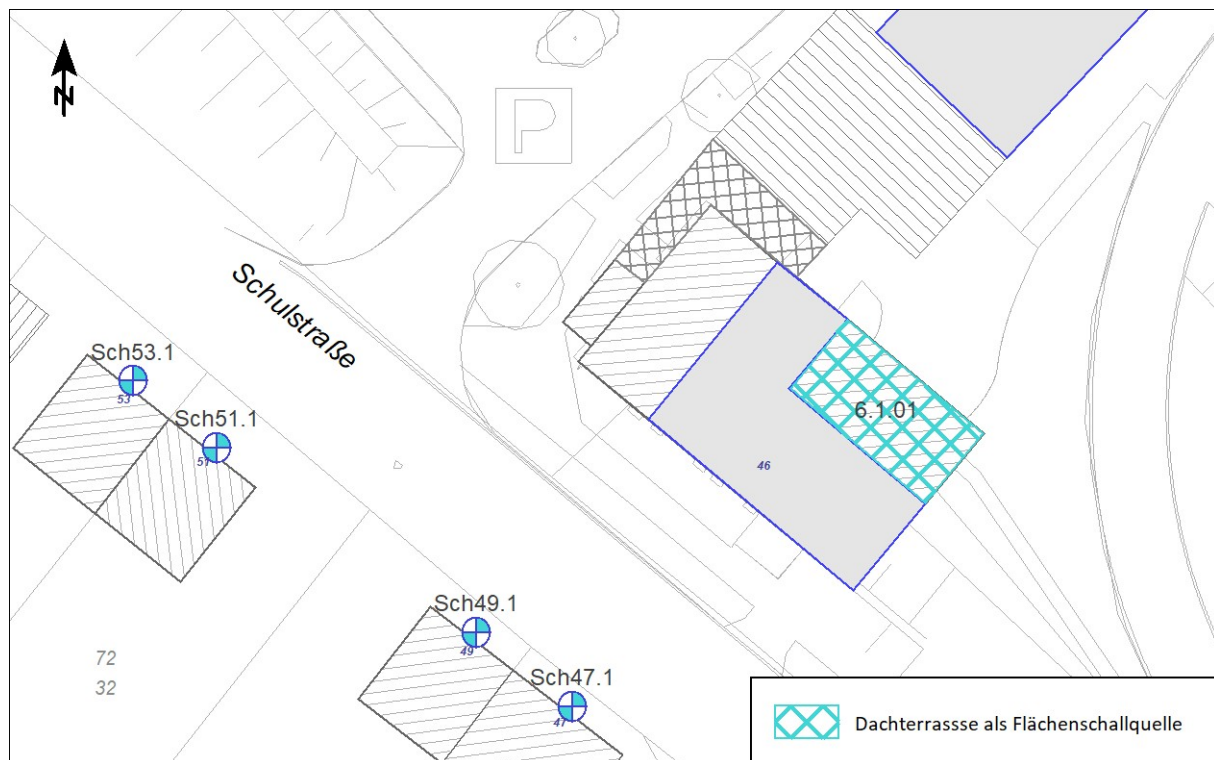 N
P
Schulstraße
Sch53.1
53
Sch51.1
51
6.1.01
46
Sch49.1
49
Sch47.1
47
72
32
Dachterrassse als Flächenschallquelle